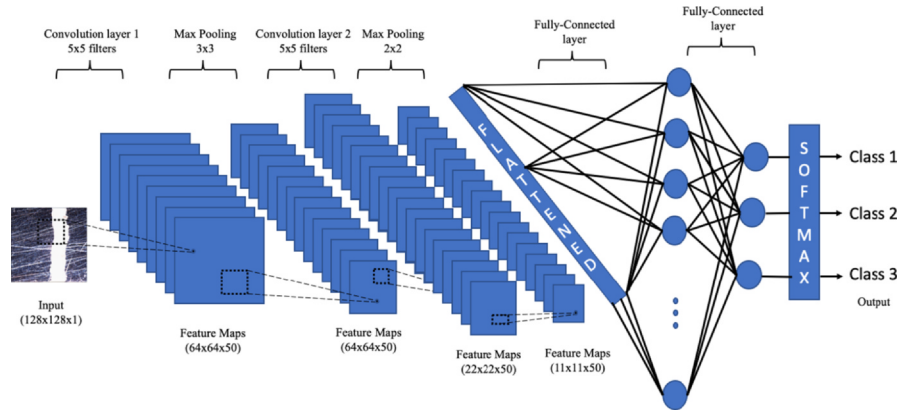 Convolution layer 1
5x5 filters
Max Pooling
3x3
Convolution layer 2
5x5 filters
Max Pooling
2x2
Fully-Connected
layer
Fully-Connected
layer
FLATTENED
SOFTMAX
Class 1
Class 2
Class 3
Output
Input
(128x128x1)
Feature Maps
(64x64x50)
Feature Maps
(64x64x50)
Feature Maps
(22x22x50)
Feature Maps
(11x11x50)